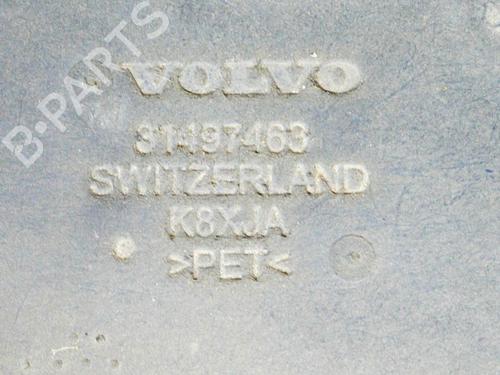 B-PARTS
VOLVO
31497463
SWITZERLAND
K8XJA
>PET<